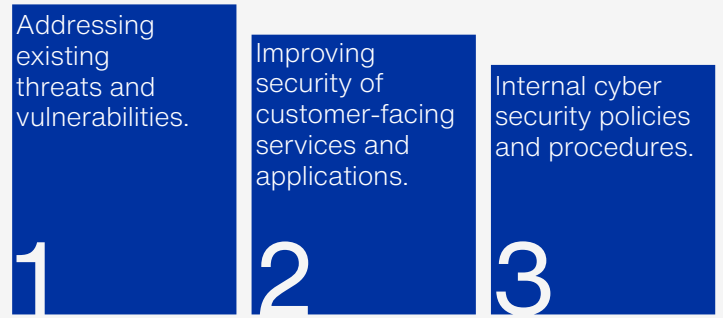 Addressing
existing
threats and
vulnerabilities.
1
Improving
security of
customer-facing
services and
applications.
2
Internal cyber
security policies
and procedures.
3